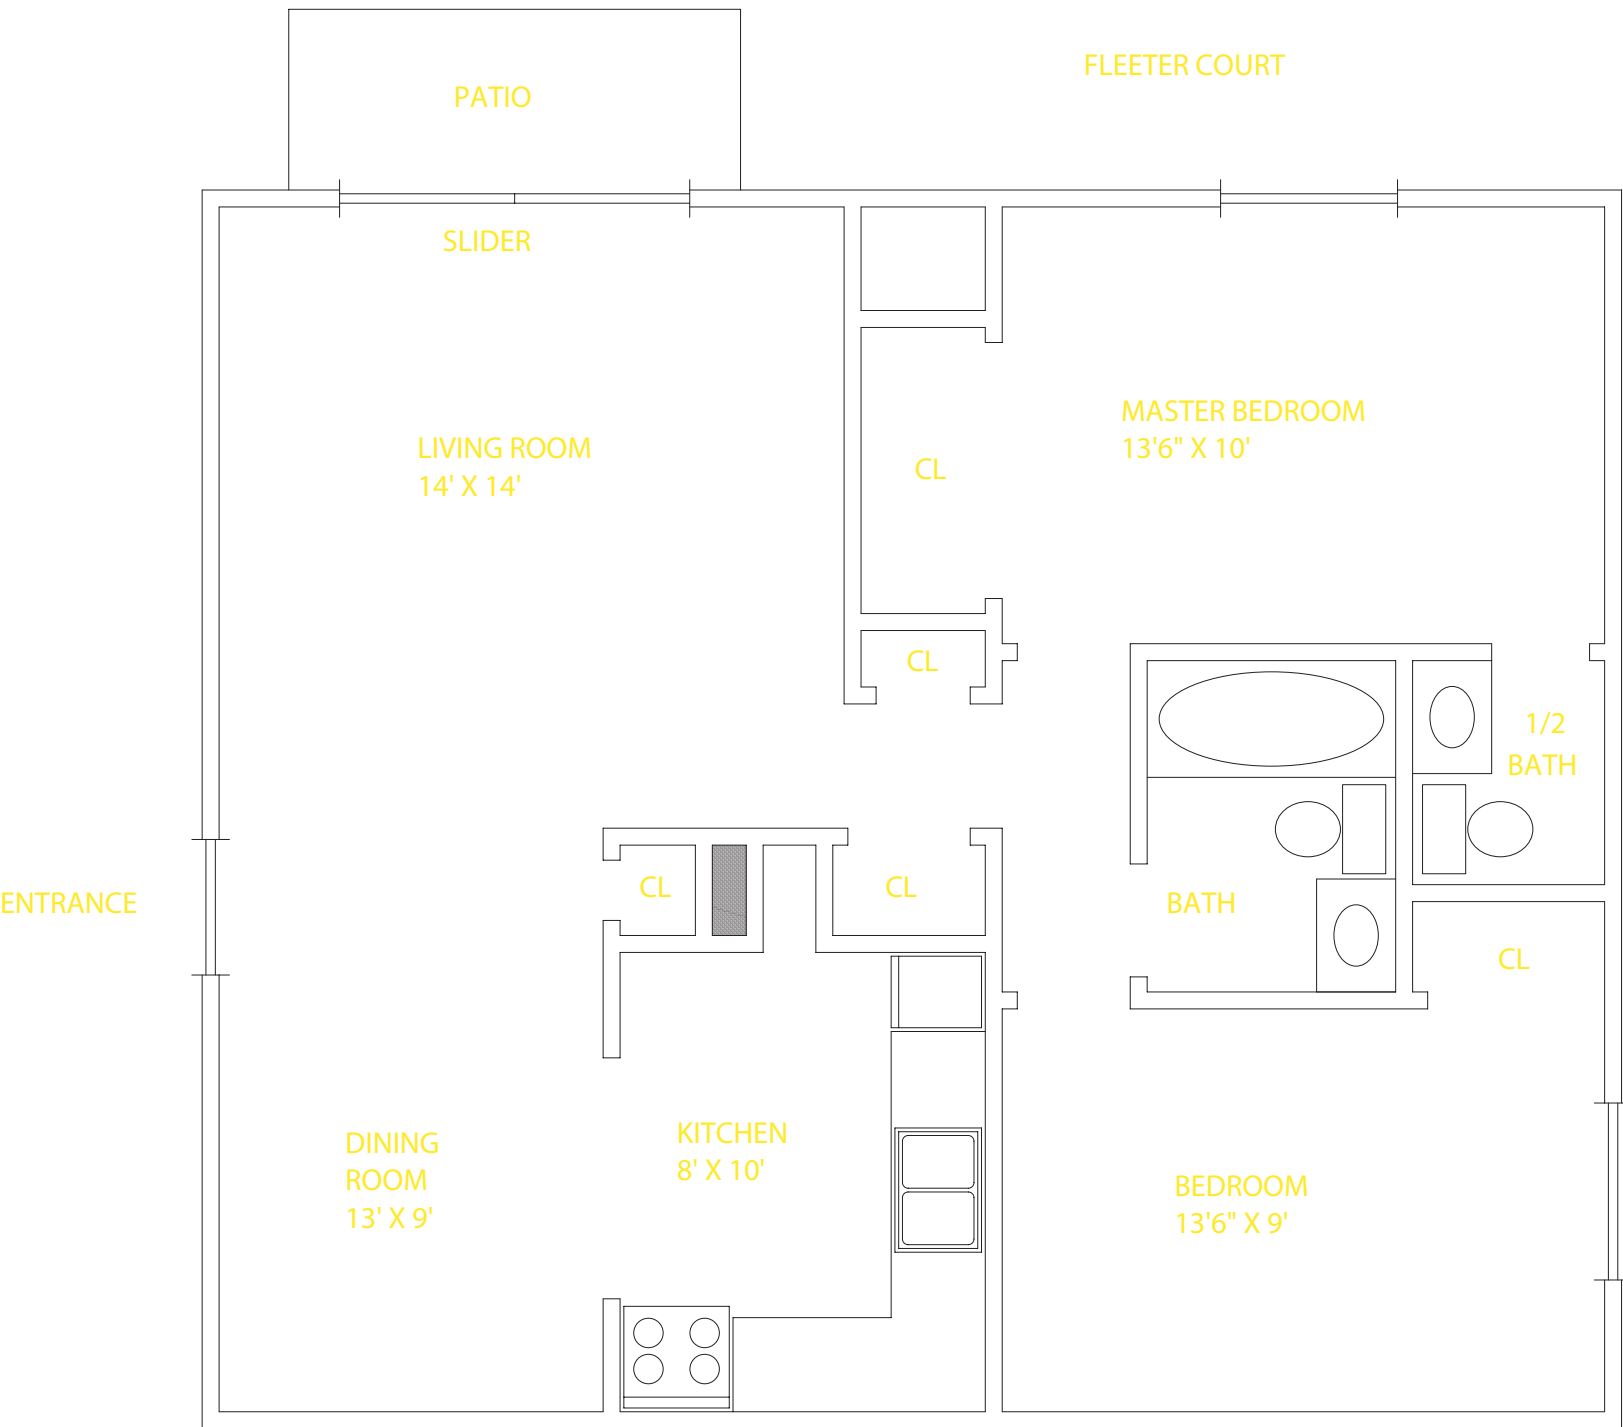 FLEETER COURT
PATIO
SLIDER
MASTER BEDROOM
13'6" X 10'
LIVING ROOM
14' X 14'
CL
CL
1/2
BATH
CL
CL
ENTRANCE
BATH
CL
KITCHEN
8' X 10'
DINING
ROOM
13' X 9'
BEDROOM
13'6" X 9'